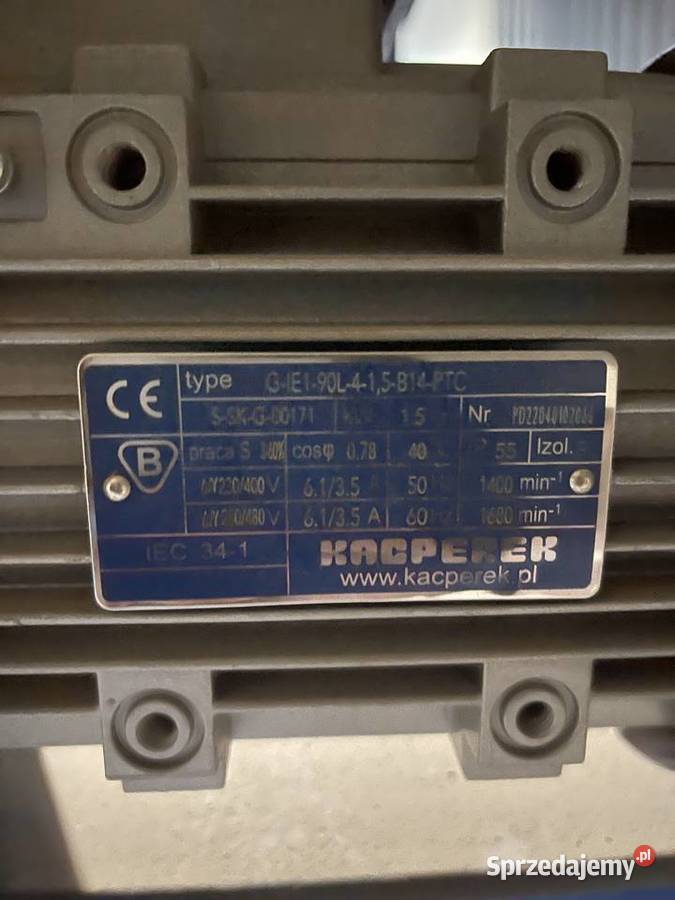 CE type G-IE1-90L-4-1,5-B14-PTC
S-SK-G-00171 1.5 Nr
B praca S cosφ 0.78 40 55 Izol.
230/400 V 6.1/3.5 A 50 1400 min⁻¹
V 6.1/3.5 A 60 1680 min⁻¹
IEC 34-1 KACPEREK
www.kacperek.pl
Sprzedajemy.pl